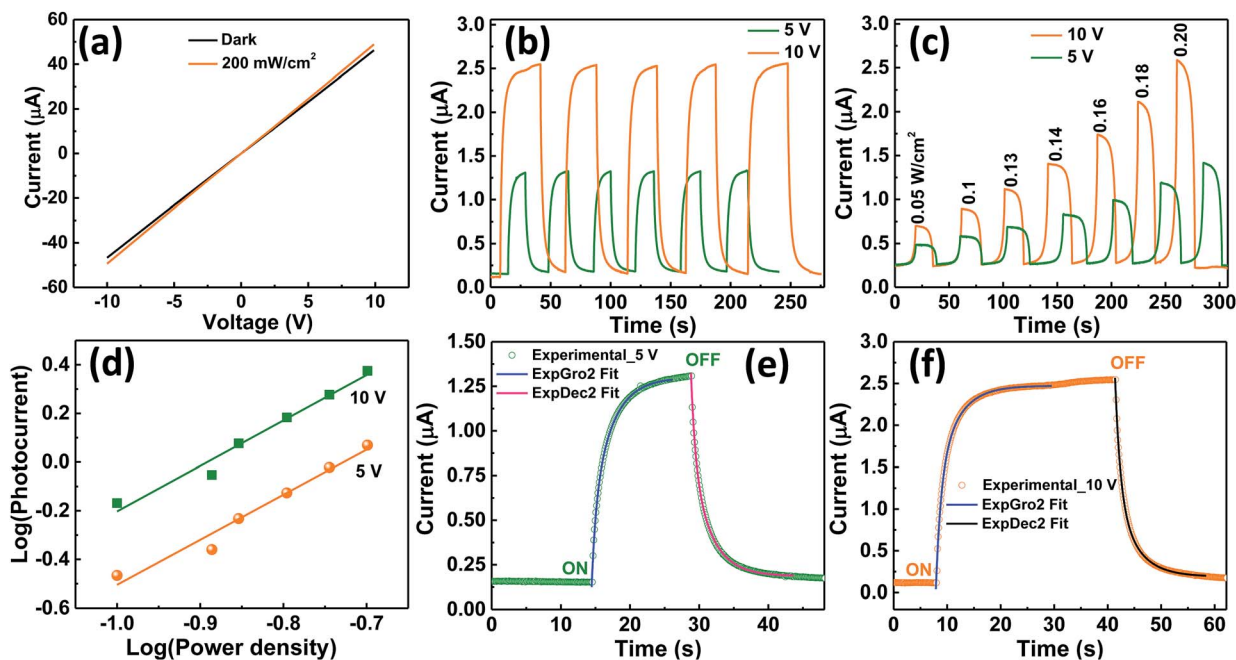 (a)
Dark
200 mW/cm²
Current (μA)
60
40
20
0
-20
-40
60
-10
-5
0
5
10
Voltage (V)
(b)
5 V
10 V
Current (μA)
3.0
2.5
2.0
1.5
1.0
0.5
0.0
0
50
100
150
200
250
Time (s)
(c)
10 V
5 V
0.05 W/cm²
0.1
0.13
0.14
0.16
0.18
0.20
Current (μA)
3.0
2.5
2.0
1.5
1.0
0.5
0.0
0
50
100
150
200
250
300
Time (s)
(d)
10 V
5 V
Log(Photocurrent)
0.4
0.2
0.0
-0.2
-0.4
-0.6
-1.0
-0.9
-0.8
-0.7
Log(Power density)
(e)
Experimental_5 V
ExpGro2 Fit
ExpDec2 Fit
OFF
ON
Current (μA)
1.50
1.25
1.00
0.75
0.50
0.25
0.00
0
10
20
30
40
Time (s)
(f)
OFF
Experimental_10 V
ExpGro2 Fit
ExpDec2 Fit
ON
Current (μA)
3.0
2.5
2.0
1.5
1.0
0.5
0.0
0
10
20
30
40
50
60
Time (s)